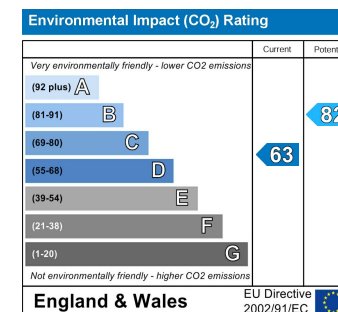 Environmental Impact (CO₂) Rating
Current Potent
Very environmentally friendly - lower CO2 emissions
(92 plus) A
(81-91) B
82
(69-80) C
63
(55-68) D
(39-54) E
(21-38) F
(1-20) G
Not environmentally friendly - higher CO2 emissions
England & Wales
EU Directive
2002/91/EC